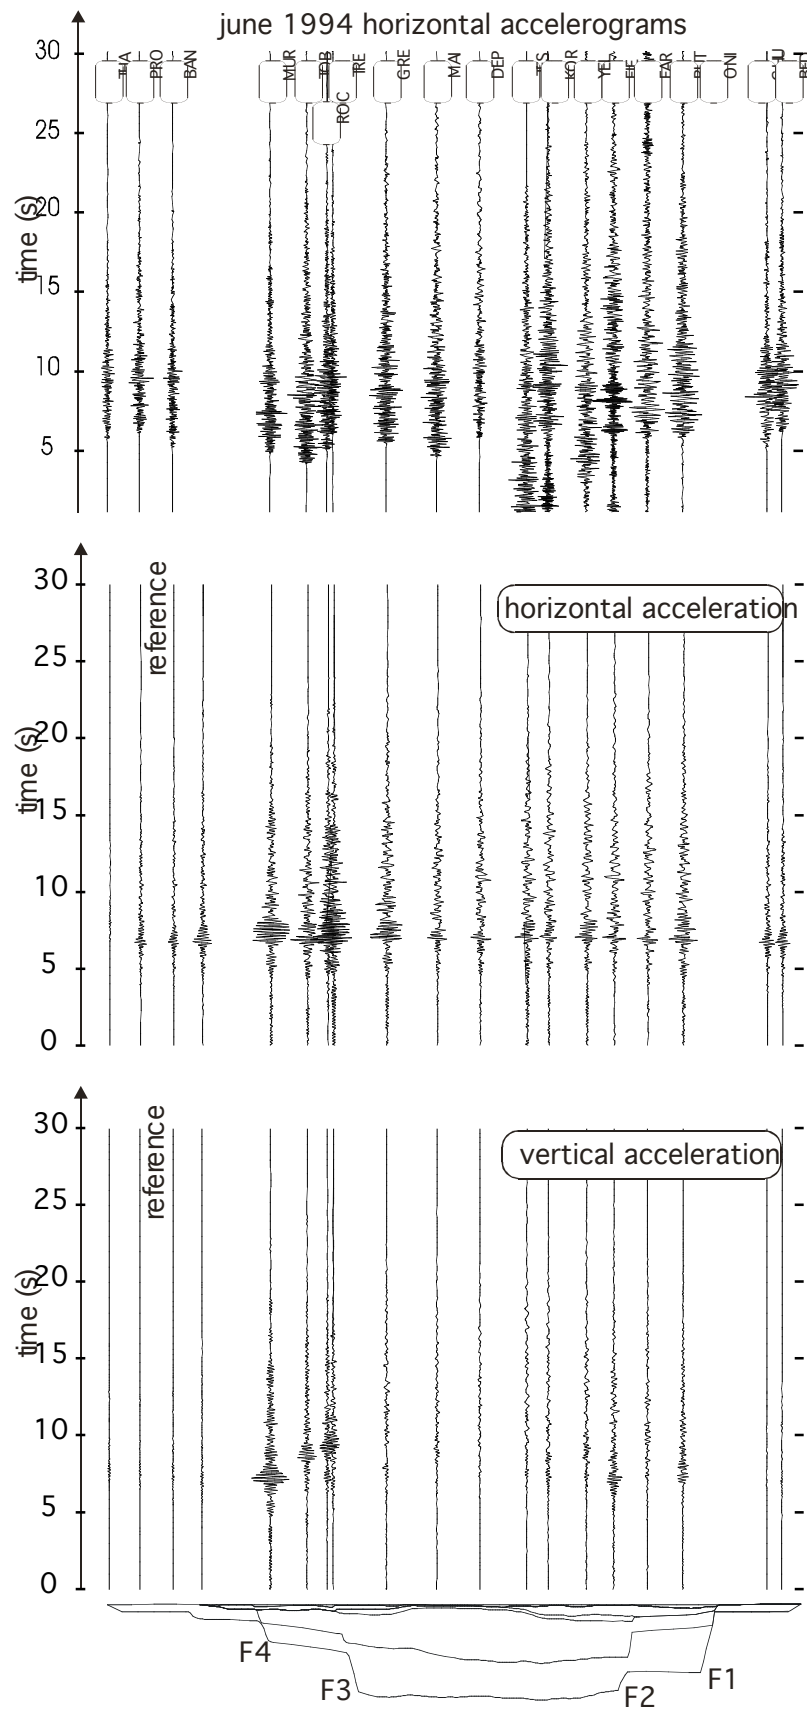 june 1994 horizontal accelerograms
30
25
20
15
10
5
time (s)
PRO
BAN
MUR
TRE
ROC
GRE
MAI
DEP
KOR
FAR
ONI
reference
horizontal acceleration
30
25
20
15
10
5
0
time (s)
reference
vertical acceleration
30
25
20
15
10
5
0
time (s)
F4
F3
F2
F1